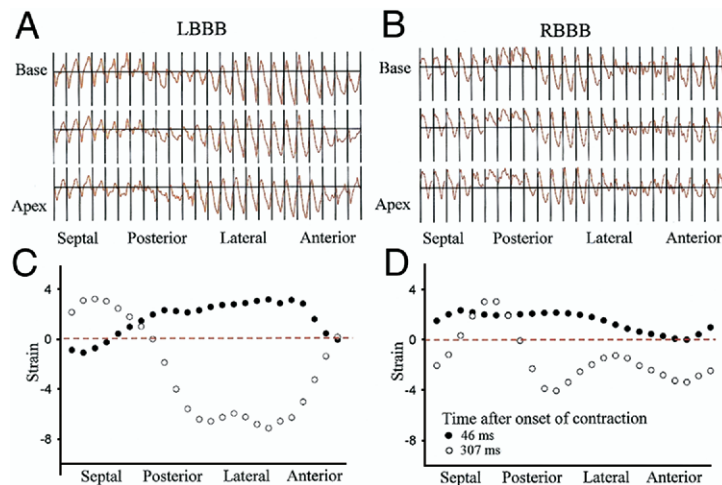 A
LBBB
Base
Apex
Septal Posterior Lateral Anterior
B
RBBB
Base
Apex
Septal Posterior Lateral Anterior
C
4
0
-4
-8
Strain
Septal Posterior Lateral Anterior
D
4
0
-4
-8
Strain
Time after onset of contraction
46 ms
307 ms
Septal Posterior Lateral Anterior